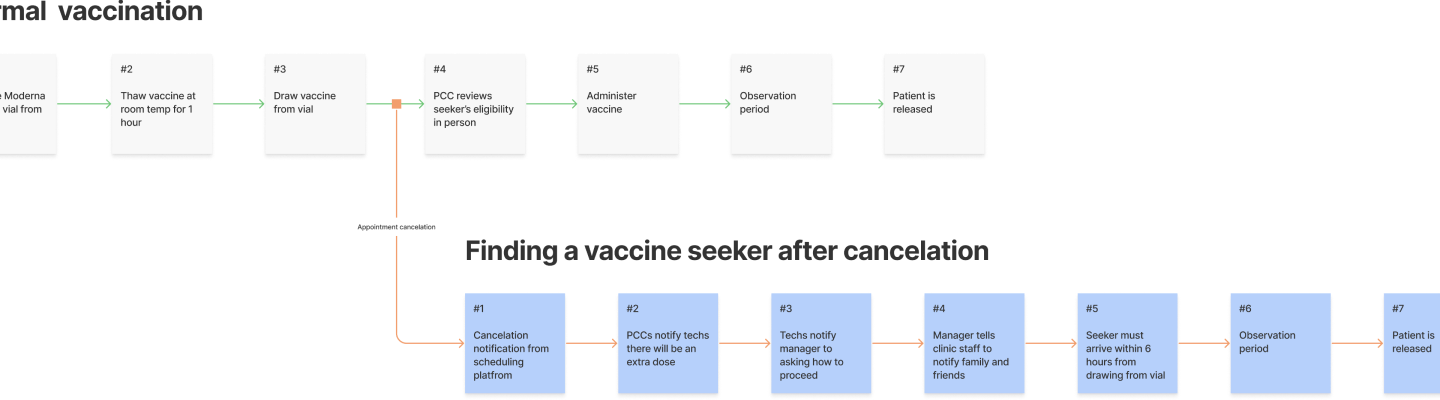 rmal vaccination
e Moderna
vial from
#2
Thaw vaccine at
room temp for 1
hour
#3
Draw vaccine
from vial
#4
PCC reviews
seeker's eligibility
in person
#5
Administer
vaccine
#6
Observation
period
#7
Patient is
released
Appointment cancelation
Finding a vaccine seeker after cancelation
#1
Cancelation
notification from
scheduling
platfrom
#2
PCCs notify techs
there will be an
extra dose
#3
Techs notify
manager to
asking how to
proceed
#4
Manager tells
clinic staff to
notify family and
friends
#5
Seeker must
arrive within 6
hours from
drawing from vial
#6
Observation
period
#7
Patient is
released